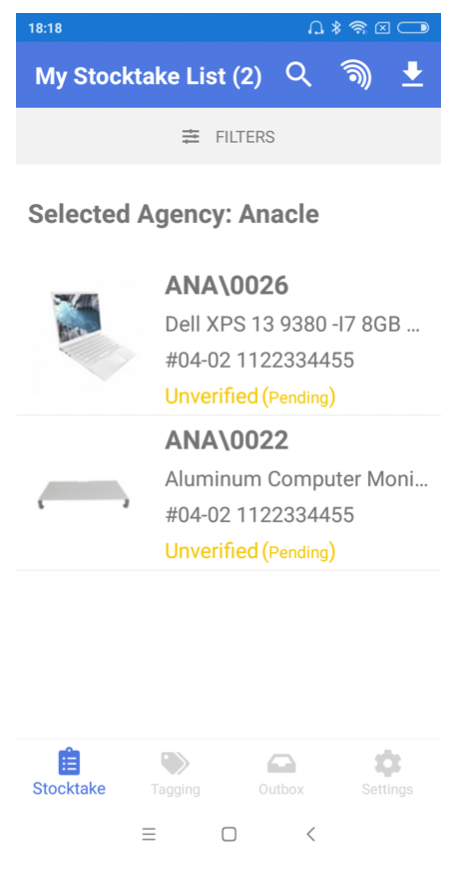 18:18
My Stocktake List (2)
FILTERS
Selected Agency: Anacle
ANA\0026
Dell XPS 13 9380 -I7 8GB ...
#04-02 1122334455
Unverified (Pending)
ANA\0022
Aluminum Computer Moni...
#04-02 1122334455
Unverified (Pending)
Stocktake
Tagging
Outbox
Settings